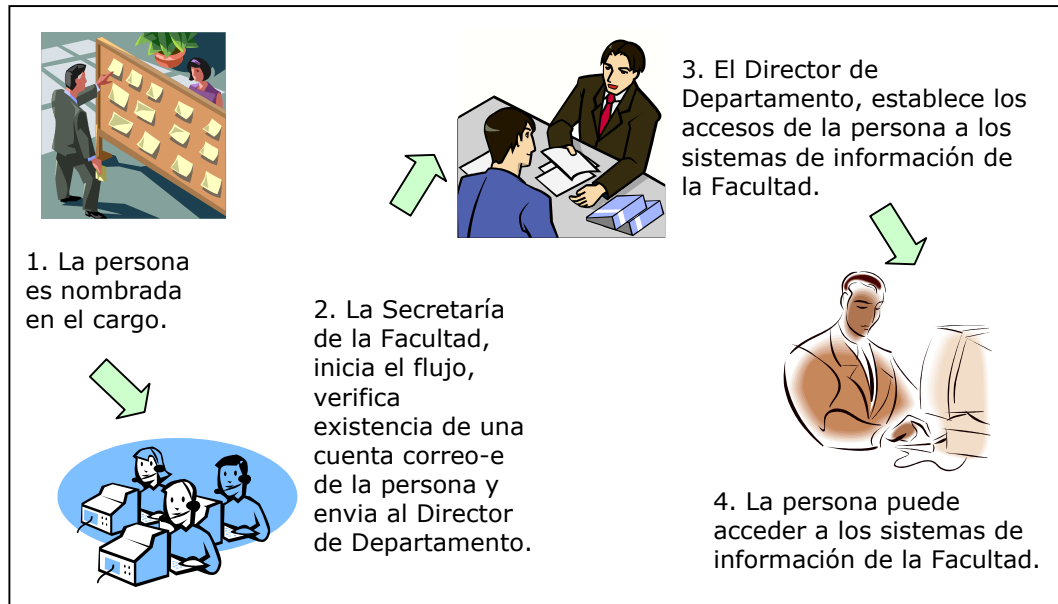 1. La persona
es nombrada
en el cargo.
2. La Secretaría
de la Facultad,
inicia el flujo,
verifica
existencia de una
cuenta correo-e
de la persona y
envia al Director
de Departamento.
3. El Director de
Departamento, establece los
accesos de la persona a los
sistemas de información de
la Facultad.
4. La persona puede
acceder a los sistemas de
información de la Facultad.